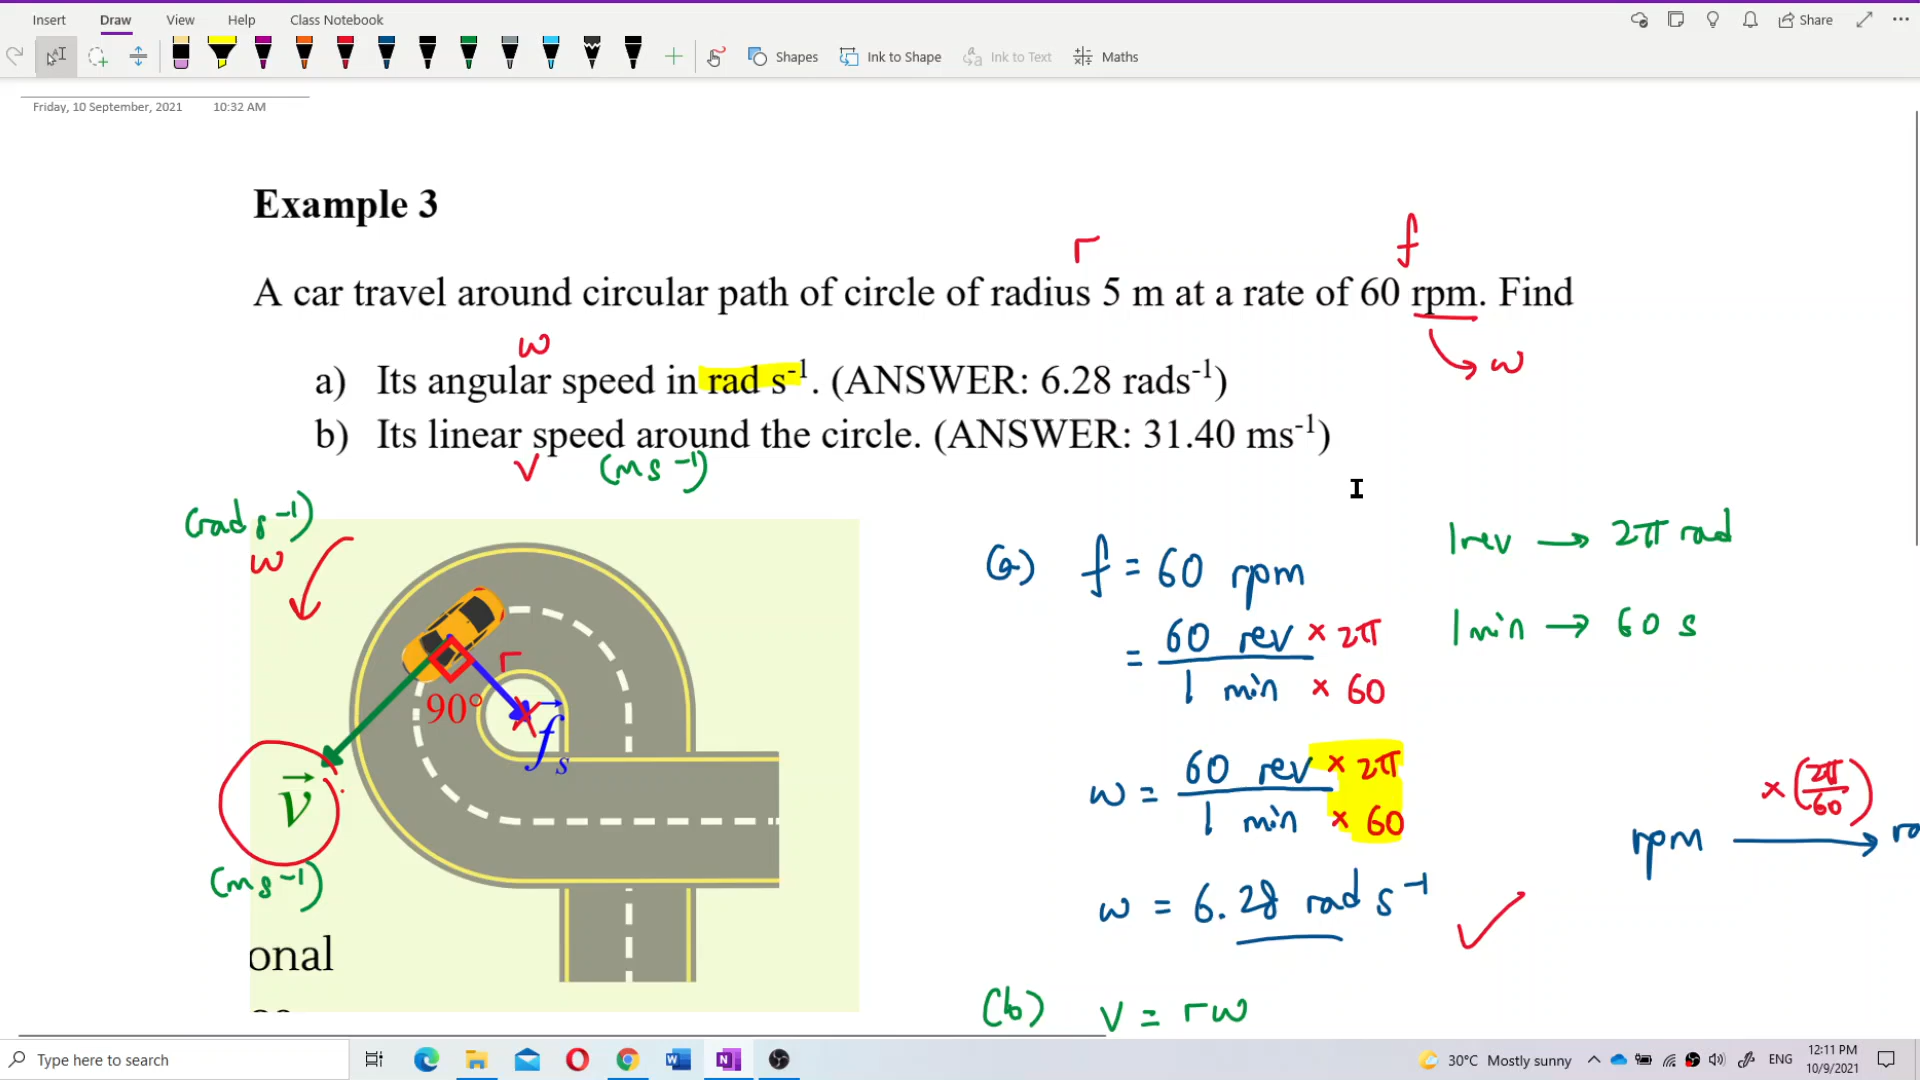 Insert Draw View Help Class Notebook Share
Shapes Ink to Shape Ink to Text Maths
Friday, 10 September, 2021 10:32 AM
Example 3
r f
A car travel around circular path of circle of radius 5 m at a rate of 60 rpm. Find
ω
ω
a) Its angular speed in rad s⁻¹. (ANSWER: 6.28 rads⁻¹)
b) Its linear speed around the circle. (ANSWER: 31.40 ms⁻¹)
v (ms⁻¹)
(rad s⁻¹)
ω
r
90°
f⃗s
v⃗
(ms⁻¹)
onal
(a) f = 60 rpm
= 60 rev × 2π
1 min × 60
ω = 60 rev × 2π
1 min × 60
ω = 6.28 rad s⁻¹ ✓
1rev → 2π rad
1min → 60 s
× (2π/60)
rpm → ra
(b) v = rω
Type here to search
30°C Mostly sunny ENG 12:11 PM
10/9/2021